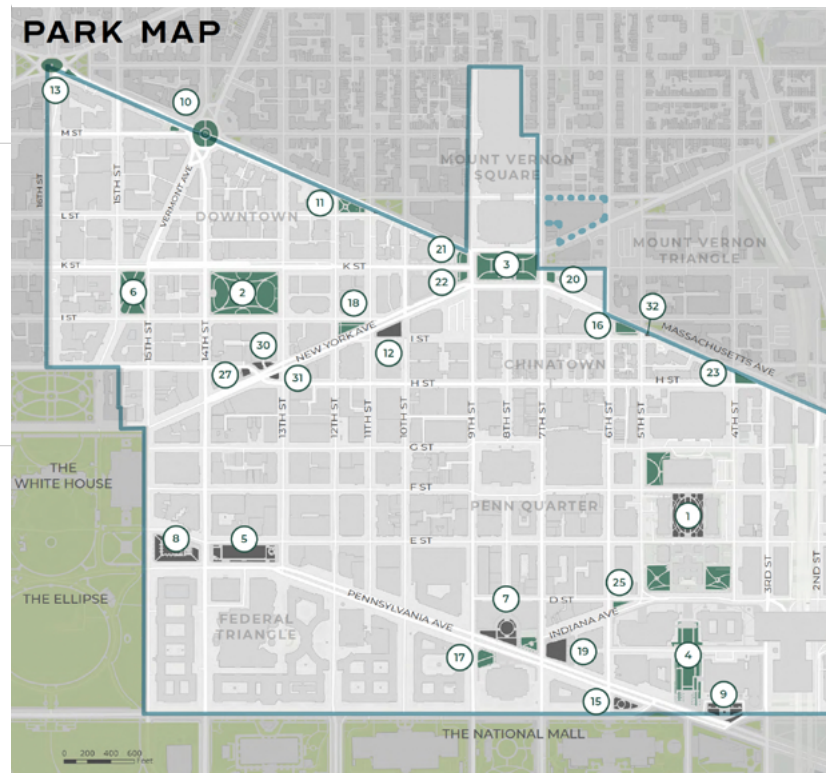 PARK MAP
13
10
M ST
16TH ST
15TH ST
VERMONT AVE
MOUNT VERNON
SQUARE
11
L ST
DOWNTOWN
MOUNT VERNON
TRIANGLE
21
K ST
K ST
3
6
2
22
20
18
32
I ST
NEW YORK AVE
16
MASSACHUSETTS AVE
15TH ST
14TH ST
12
I ST
30
CHINATOWN
27
31
23
H ST
H ST
13TH ST
12TH ST
11TH ST
10TH ST
9TH ST
8TH ST
7TH ST
6TH ST
5TH ST
4TH ST
G ST
THE
WHITE HOUSE
F ST
PENN QUARTER
1
8
5
E ST
3RD ST
2ND ST
25
THE ELLIPSE
PENNSYLVANIA AVE
7
D ST
FEDERAL
TRIANGLE
INDIANA AVE
17
19
4
15
9
THE NATIONAL MALL
0 200 400 600
Feet